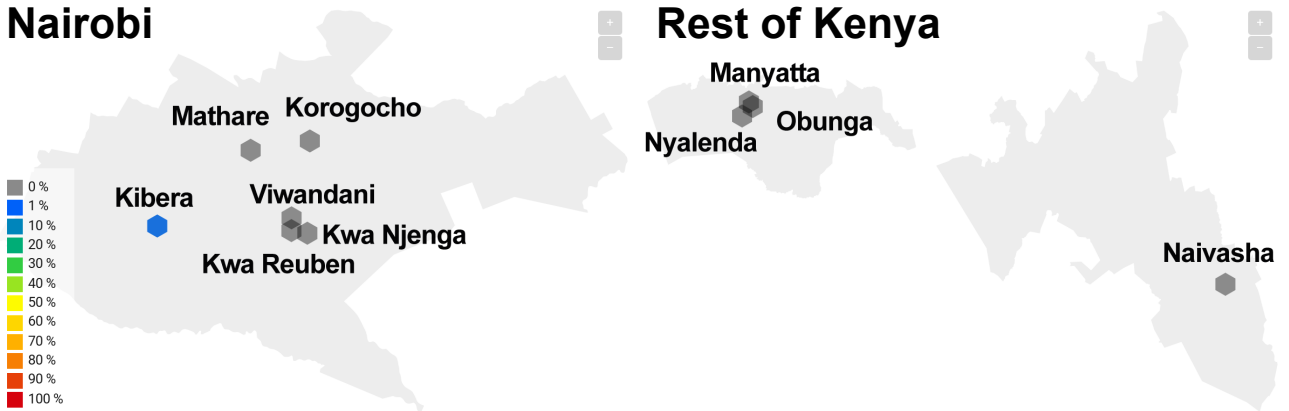 Nairobi
+
−
Mathare
Korogocho
Kibera
Viwandani
Kwa Njenga
Kwa Reuben
0 %
1 %
10 %
20 %
30 %
40 %
50 %
60 %
70 %
80 %
90 %
100 %
Rest of Kenya
+
−
Manyatta
Obunga
Nyalenda
Naivasha